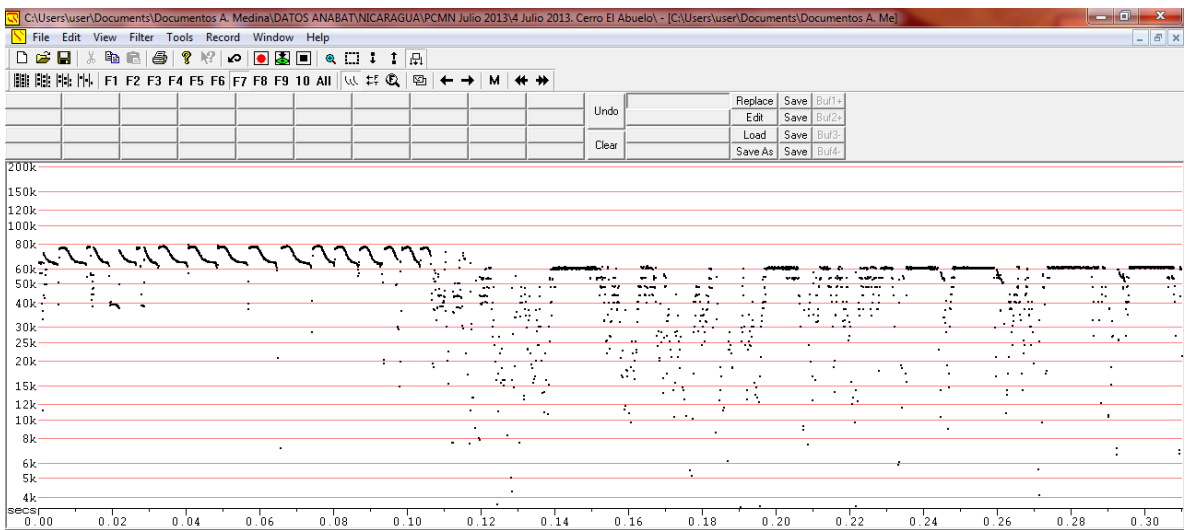 C:\Users\user\Documents\Documentos A. Medina\DATOS ANABAT\NICARAGUA\PCMN Julio 2013\4 Julio 2013. Cerro El Abuelo\ - [C:\Users\user\Documents\Documentos A. Me]
File Edit View Filter Tools Record Window Help
F1 F2 F3 F4 F5 F6 F7 F8 F9 10 All M
Replace Save Buf1+
Undo
Edit Save Buf2+
Load Save Buf3-
Clear
Save As Save Buf4-
200k
150k
120k
100k
80k
60k
50k
40k
30k
25k
20k
15k
12k
10k
8k
6k
5k
4k
secs
0.00 0.02 0.04 0.06 0.08 0.10 0.12 0.14 0.16 0.18 0.20 0.22 0.24 0.26 0.28 0.30